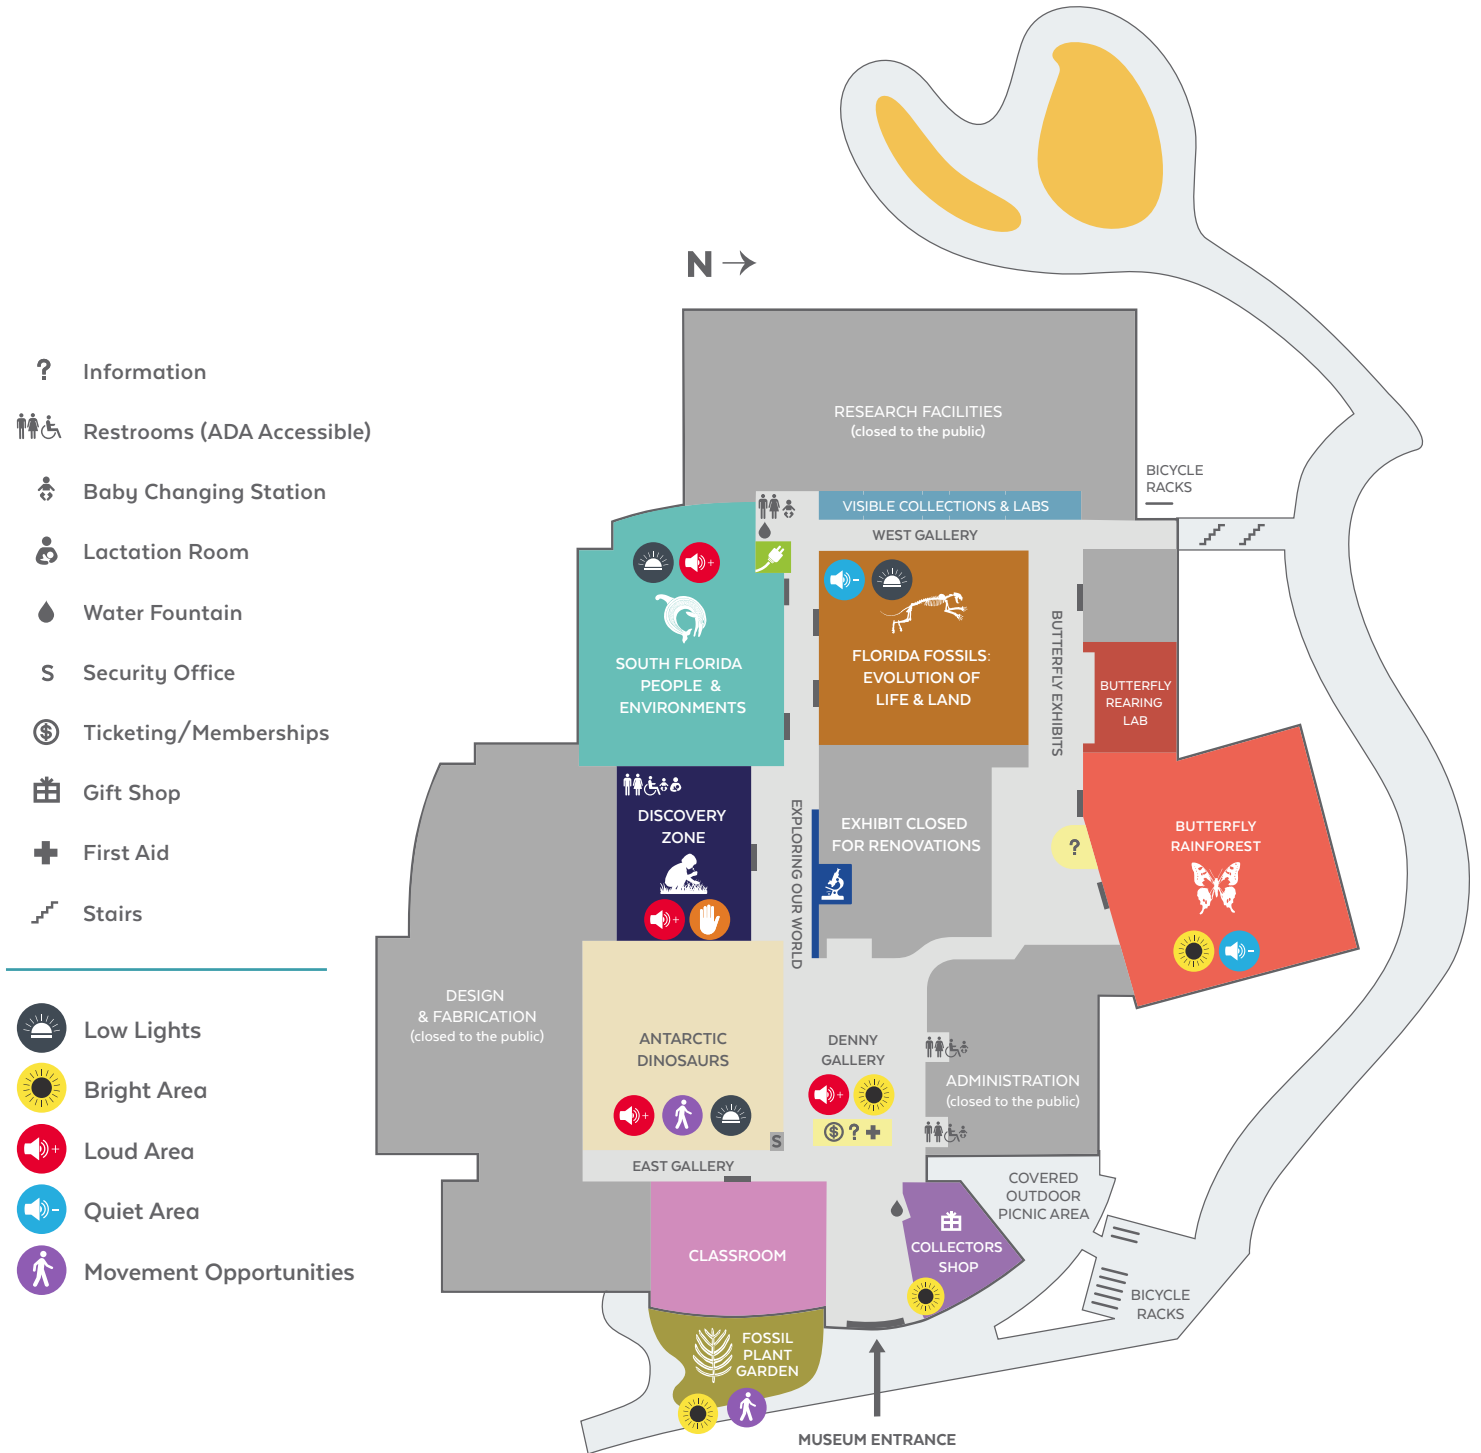 N
? Information
Restrooms (ADA Accessible)
Baby Changing Station
Lactation Room
Water Fountain
S Security Office
$ Ticketing/Memberships
Gift Shop
First Aid
Stairs
Low Lights
Bright Area
+ Loud Area
- Quiet Area
Movement Opportunities
RESEARCH FACILITIES
(closed to the public)
BICYCLE
RACKS
VISIBLE COLLECTIONS & LABS
WEST GALLERY
+
-
SOUTH FLORIDA
PEOPLE &
ENVIRONMENTS
FLORIDA FOSSILS:
EVOLUTION OF
LIFE & LAND
BUTTERFLY EXHIBITS
BUTTERFLY
REARING
LAB
DISCOVERY
ZONE
+
EXPLORING OUR WORLD
EXHIBIT CLOSED
FOR RENOVATIONS
?
BUTTERFLY
RAINFOREST
-
DESIGN
& FABRICATION
(closed to the public)
ANTARCTIC
DINOSAURS
+
S
DENNY
GALLERY
+
$ ?
ADMINISTRATION
(closed to the public)
EAST GALLERY
COVERED
OUTDOOR
PICNIC AREA
CLASSROOM
COLLECTORS
SHOP
BICYCLE
RACKS
FOSSIL
PLANT
GARDEN
MUSEUM ENTRANCE